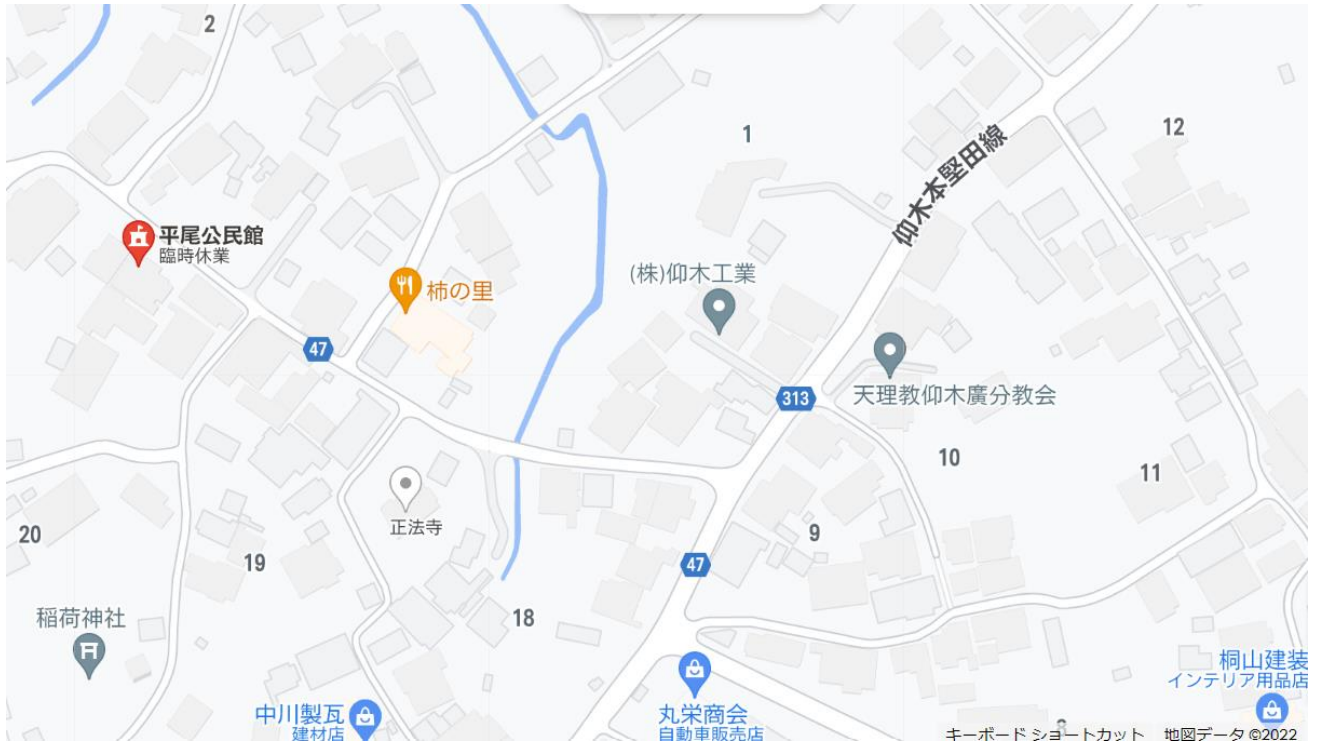 2
1
12
仰木本堅田線
平尾公民館
臨時休業
(株)仰木工業
柿の里
47
313
天理教仰木廣分教会
10
11
正法寺
20
19
9
47
稲荷神社
18
桐山建装
インテリア用品店
中川製瓦
建材店
丸栄商会
自動車販売店
キーボード ショートカット
地図データ ©2022